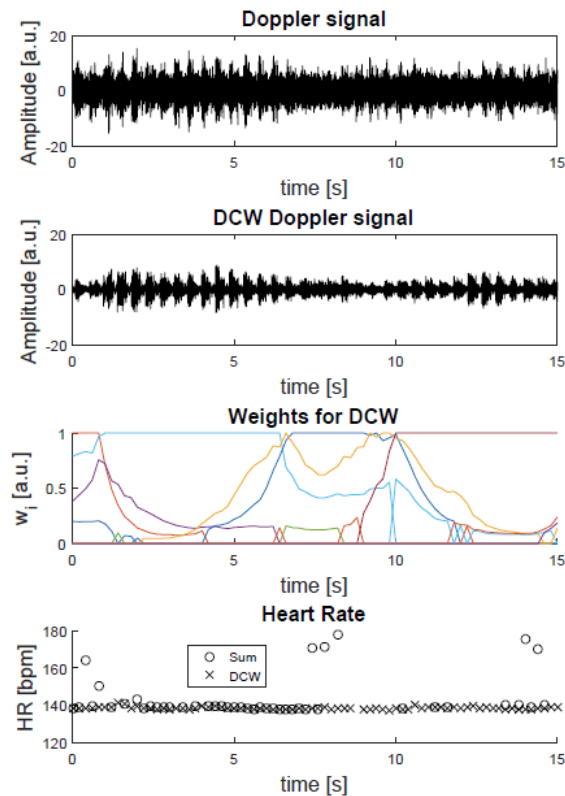 Doppler signal
Amplitude [a.u.]
20
0
-20
0 5 10 15
time [s]
DCW Doppler signal
Amplitude [a.u.]
20
0
-20
0 5 10 15
time [s]
Weights for DCW
w_i [a.u.]
1
0.5
0
0 5 10 15
time [s]
Heart Rate
HR [bpm]
180
160
140
120
Sum
DCW
0 5 10 15
time [s]